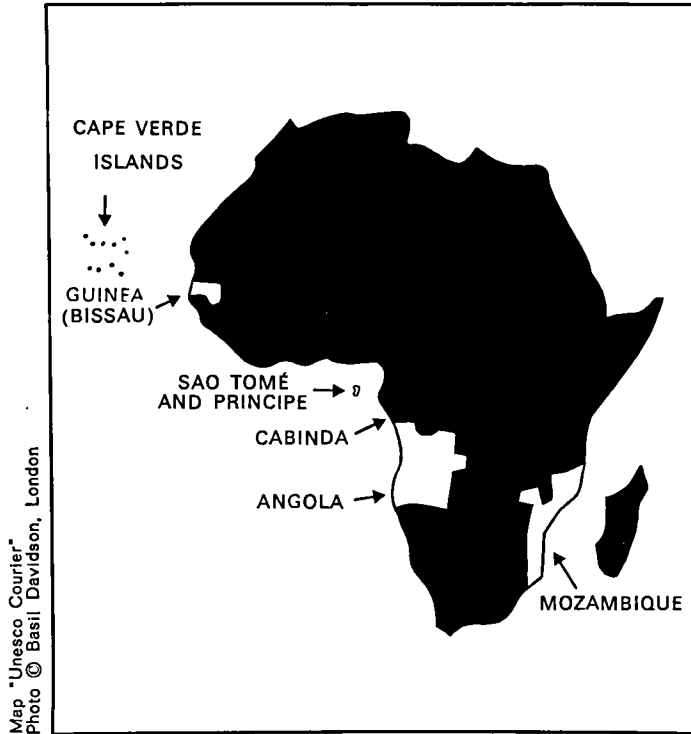 CAPE VERDE
ISLANDS
GUINEA
(BISSAU)
SAO TOMÉ
AND PRINCIPE
CABINDA
ANGOLA
MOZAMBIQUE
Map "Unesco Courier"
Photo © Basil Davidson, London